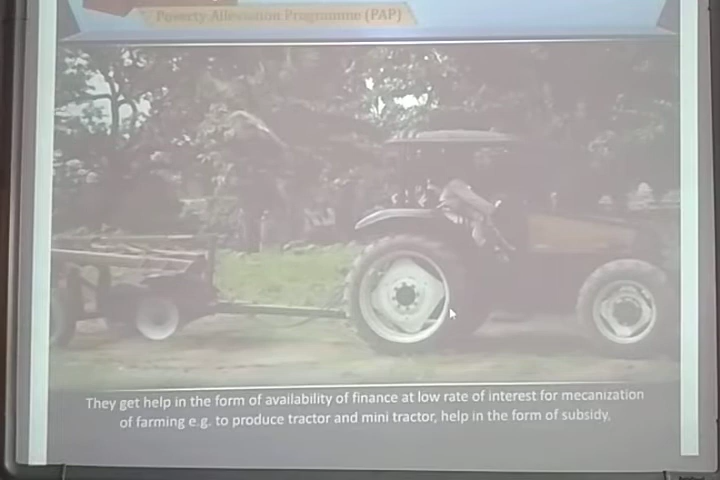 Poverty Alleviation Programme (PAP)
They get help in the form of availability of finance at low rate of interest for mecanization
of farming e.g. to produce tractor and mini tractor, help in the form of subsidy.